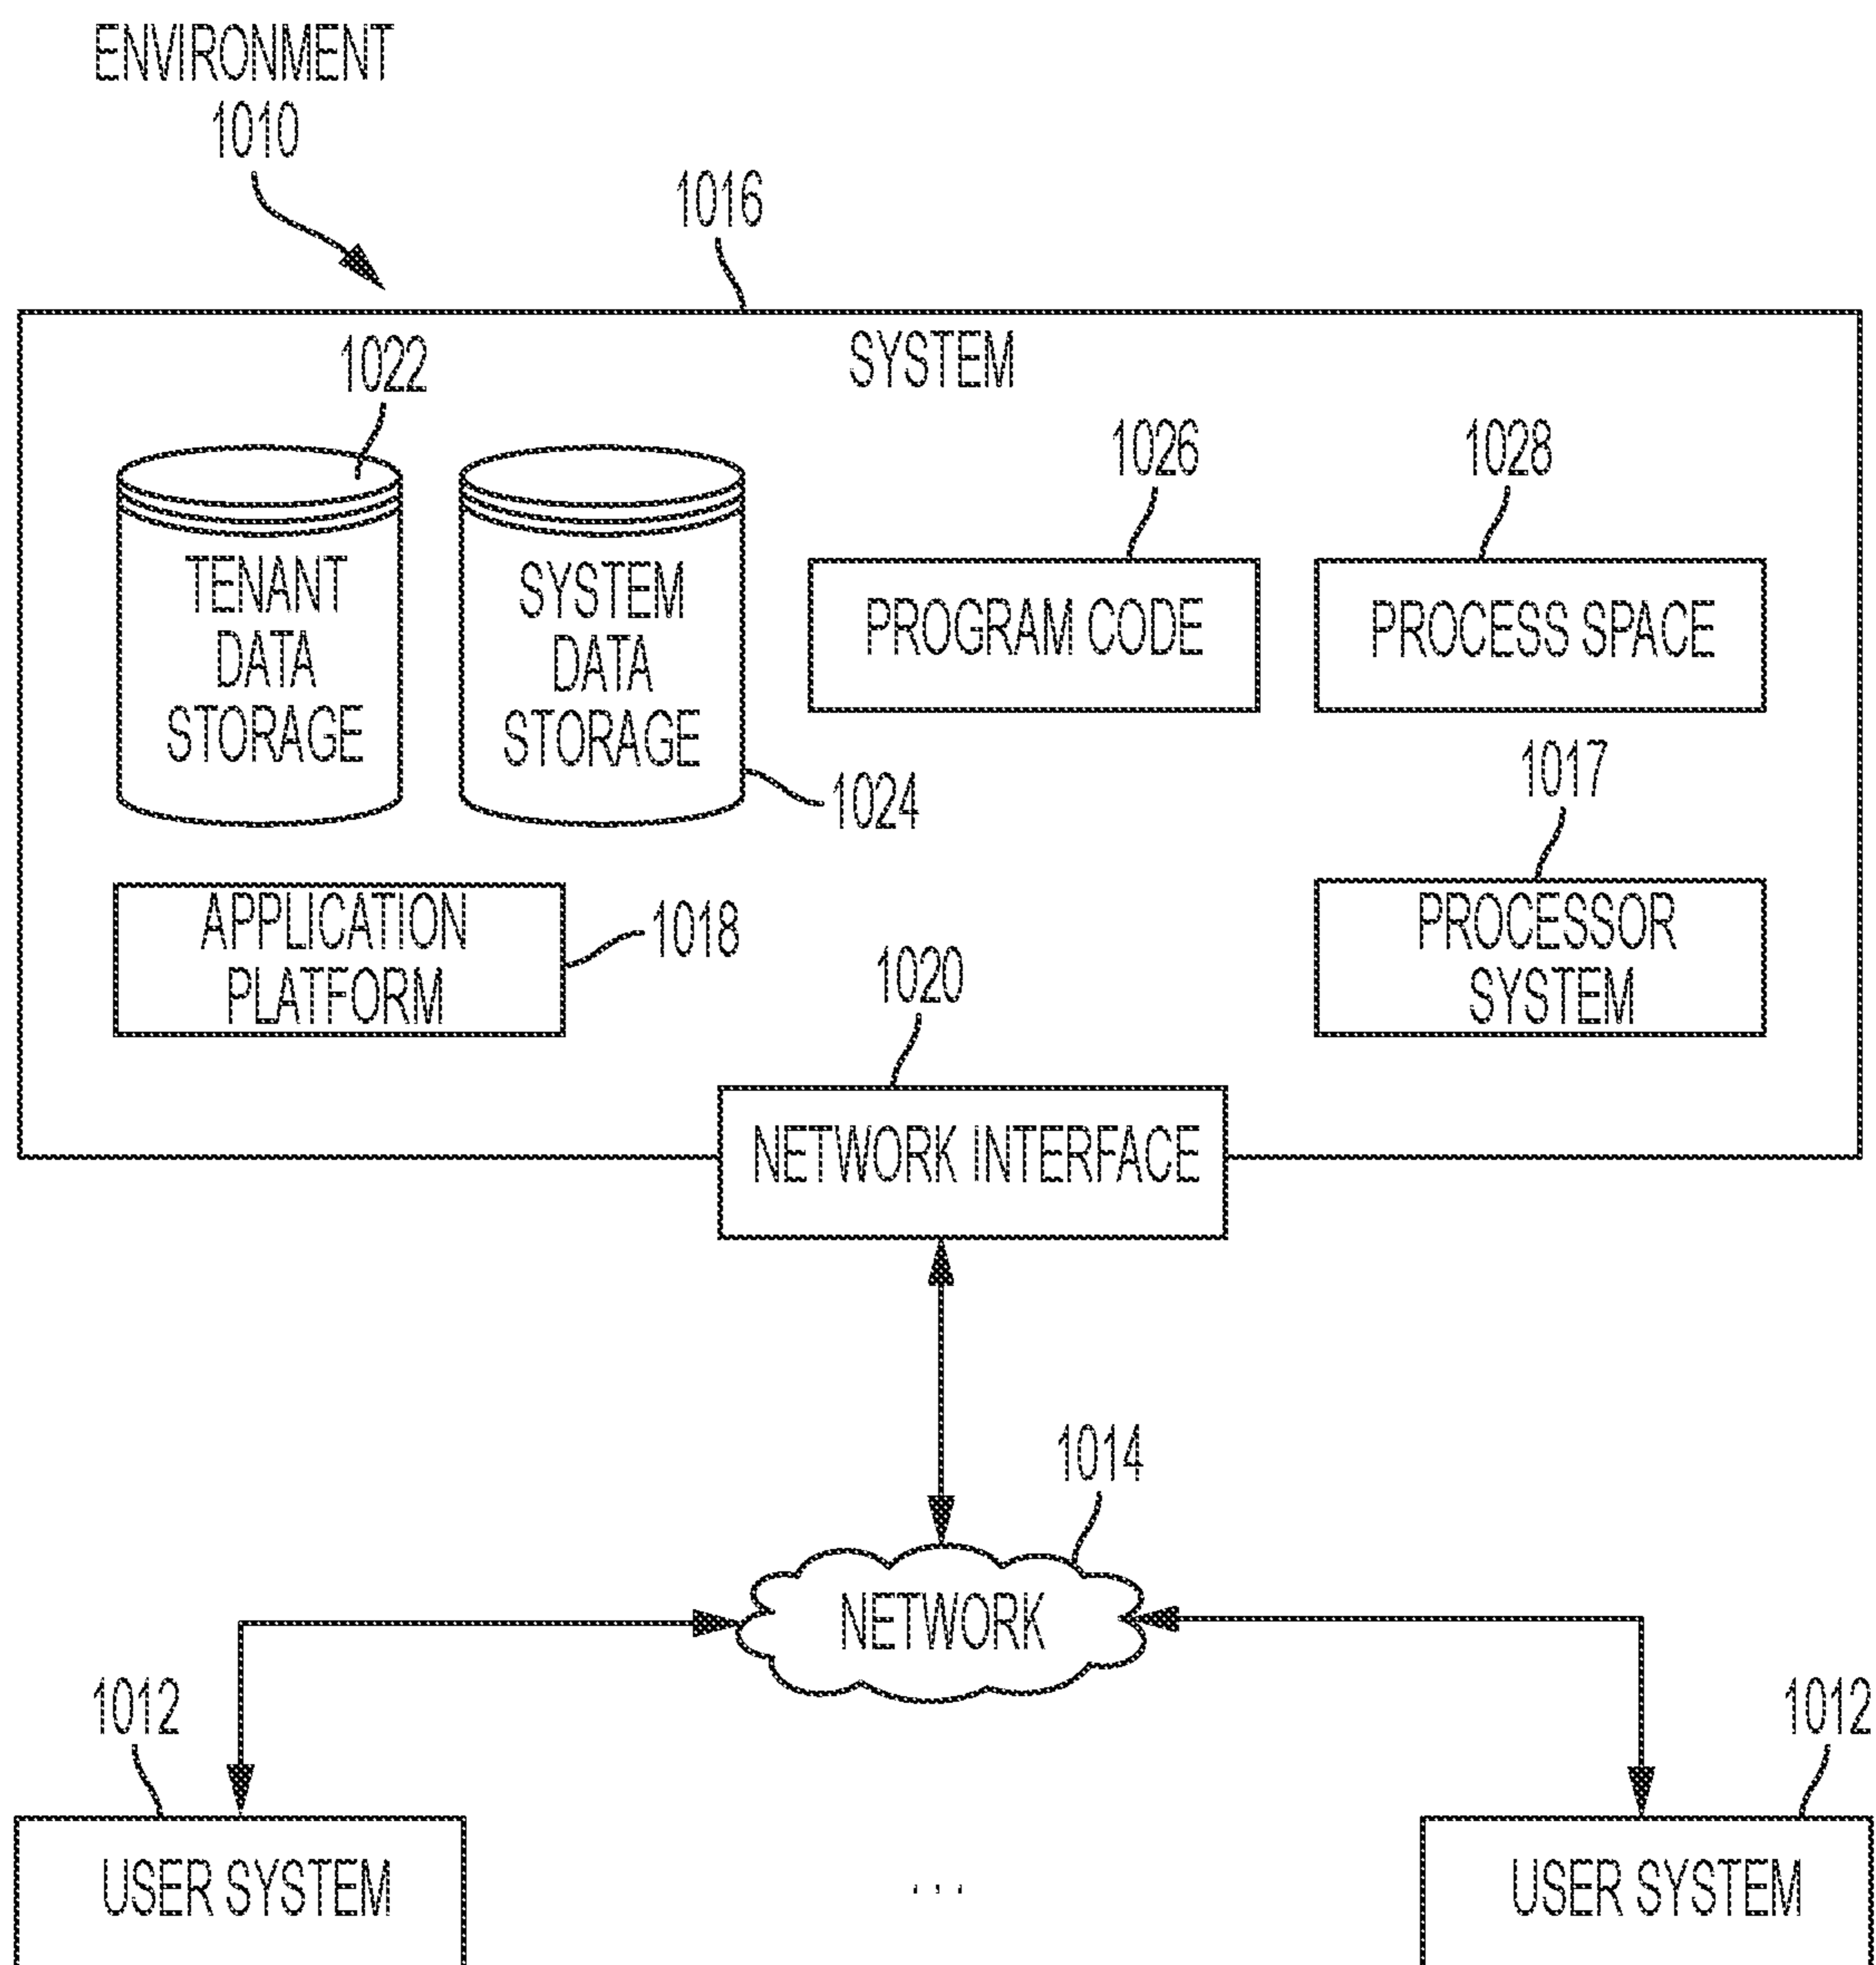 ENVIRONMENT
1010
1016
SYSTEM
1022
1026
1028
TENANT
DATA
STORAGE
SYSTEM
DATA
STORAGE
PROGRAM CODE
PROCESS SPACE
1024
1017
APPLICATION
PLATFORM
1018
PROCESSOR
SYSTEM
1020
NETWORK INTERFACE
1014
NETWORK
1012
1012
USER SYSTEM
. . .
USER SYSTEM